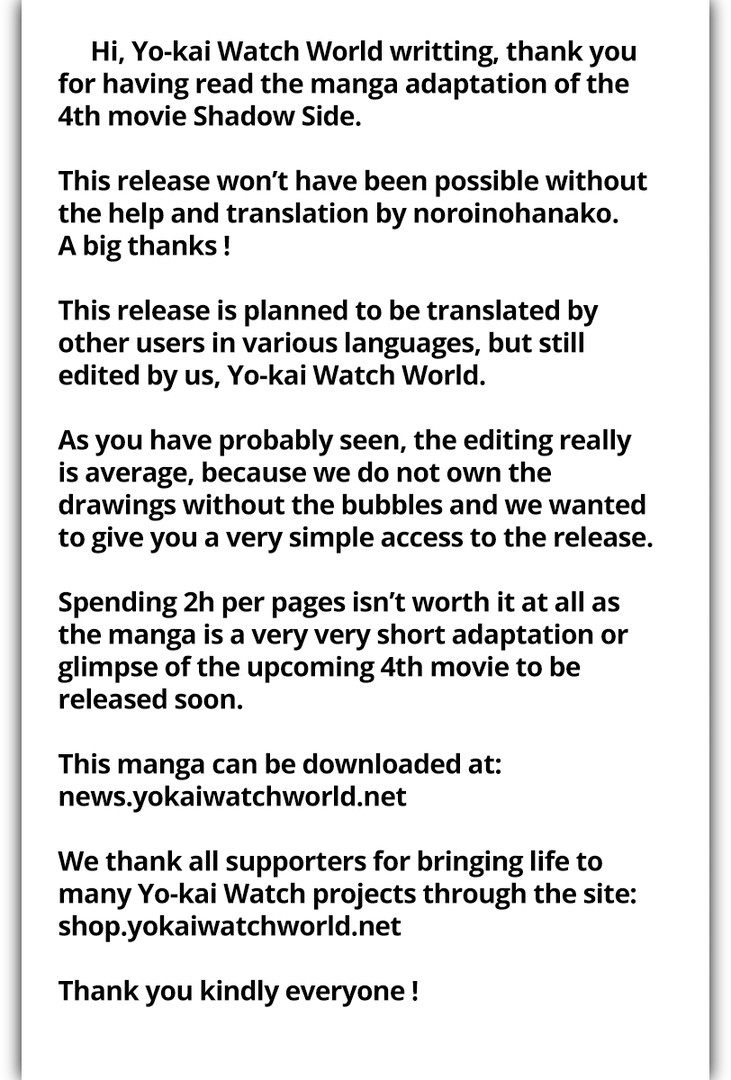 Hi, Yo-kai Watch World writting, thank you
for having read the manga adaptation of the
4th movie Shadow Side.
This release won't have been possible without
the help and translation by noroinohanako.
A big thanks !
This release is planned to be translated by
other users in various languages, but still
edited by us, Yo-kai Watch World.
As you have probably seen, the editing really
is average, because we do not own the
drawings without the bubbles and we wanted
to give you a very simple access to the release.
Spending 2h per pages isn't worth it at all as
the manga is a very very short adaptation or
glimpse of the upcoming 4th movie to be
released soon.
This manga can be downloaded at:
news.yokaiwatchworld.net
We thank all supporters for bringing life to
many Yo-kai Watch projects through the site:
shop.yokaiwatchworld.net
Thank you kindly everyone !